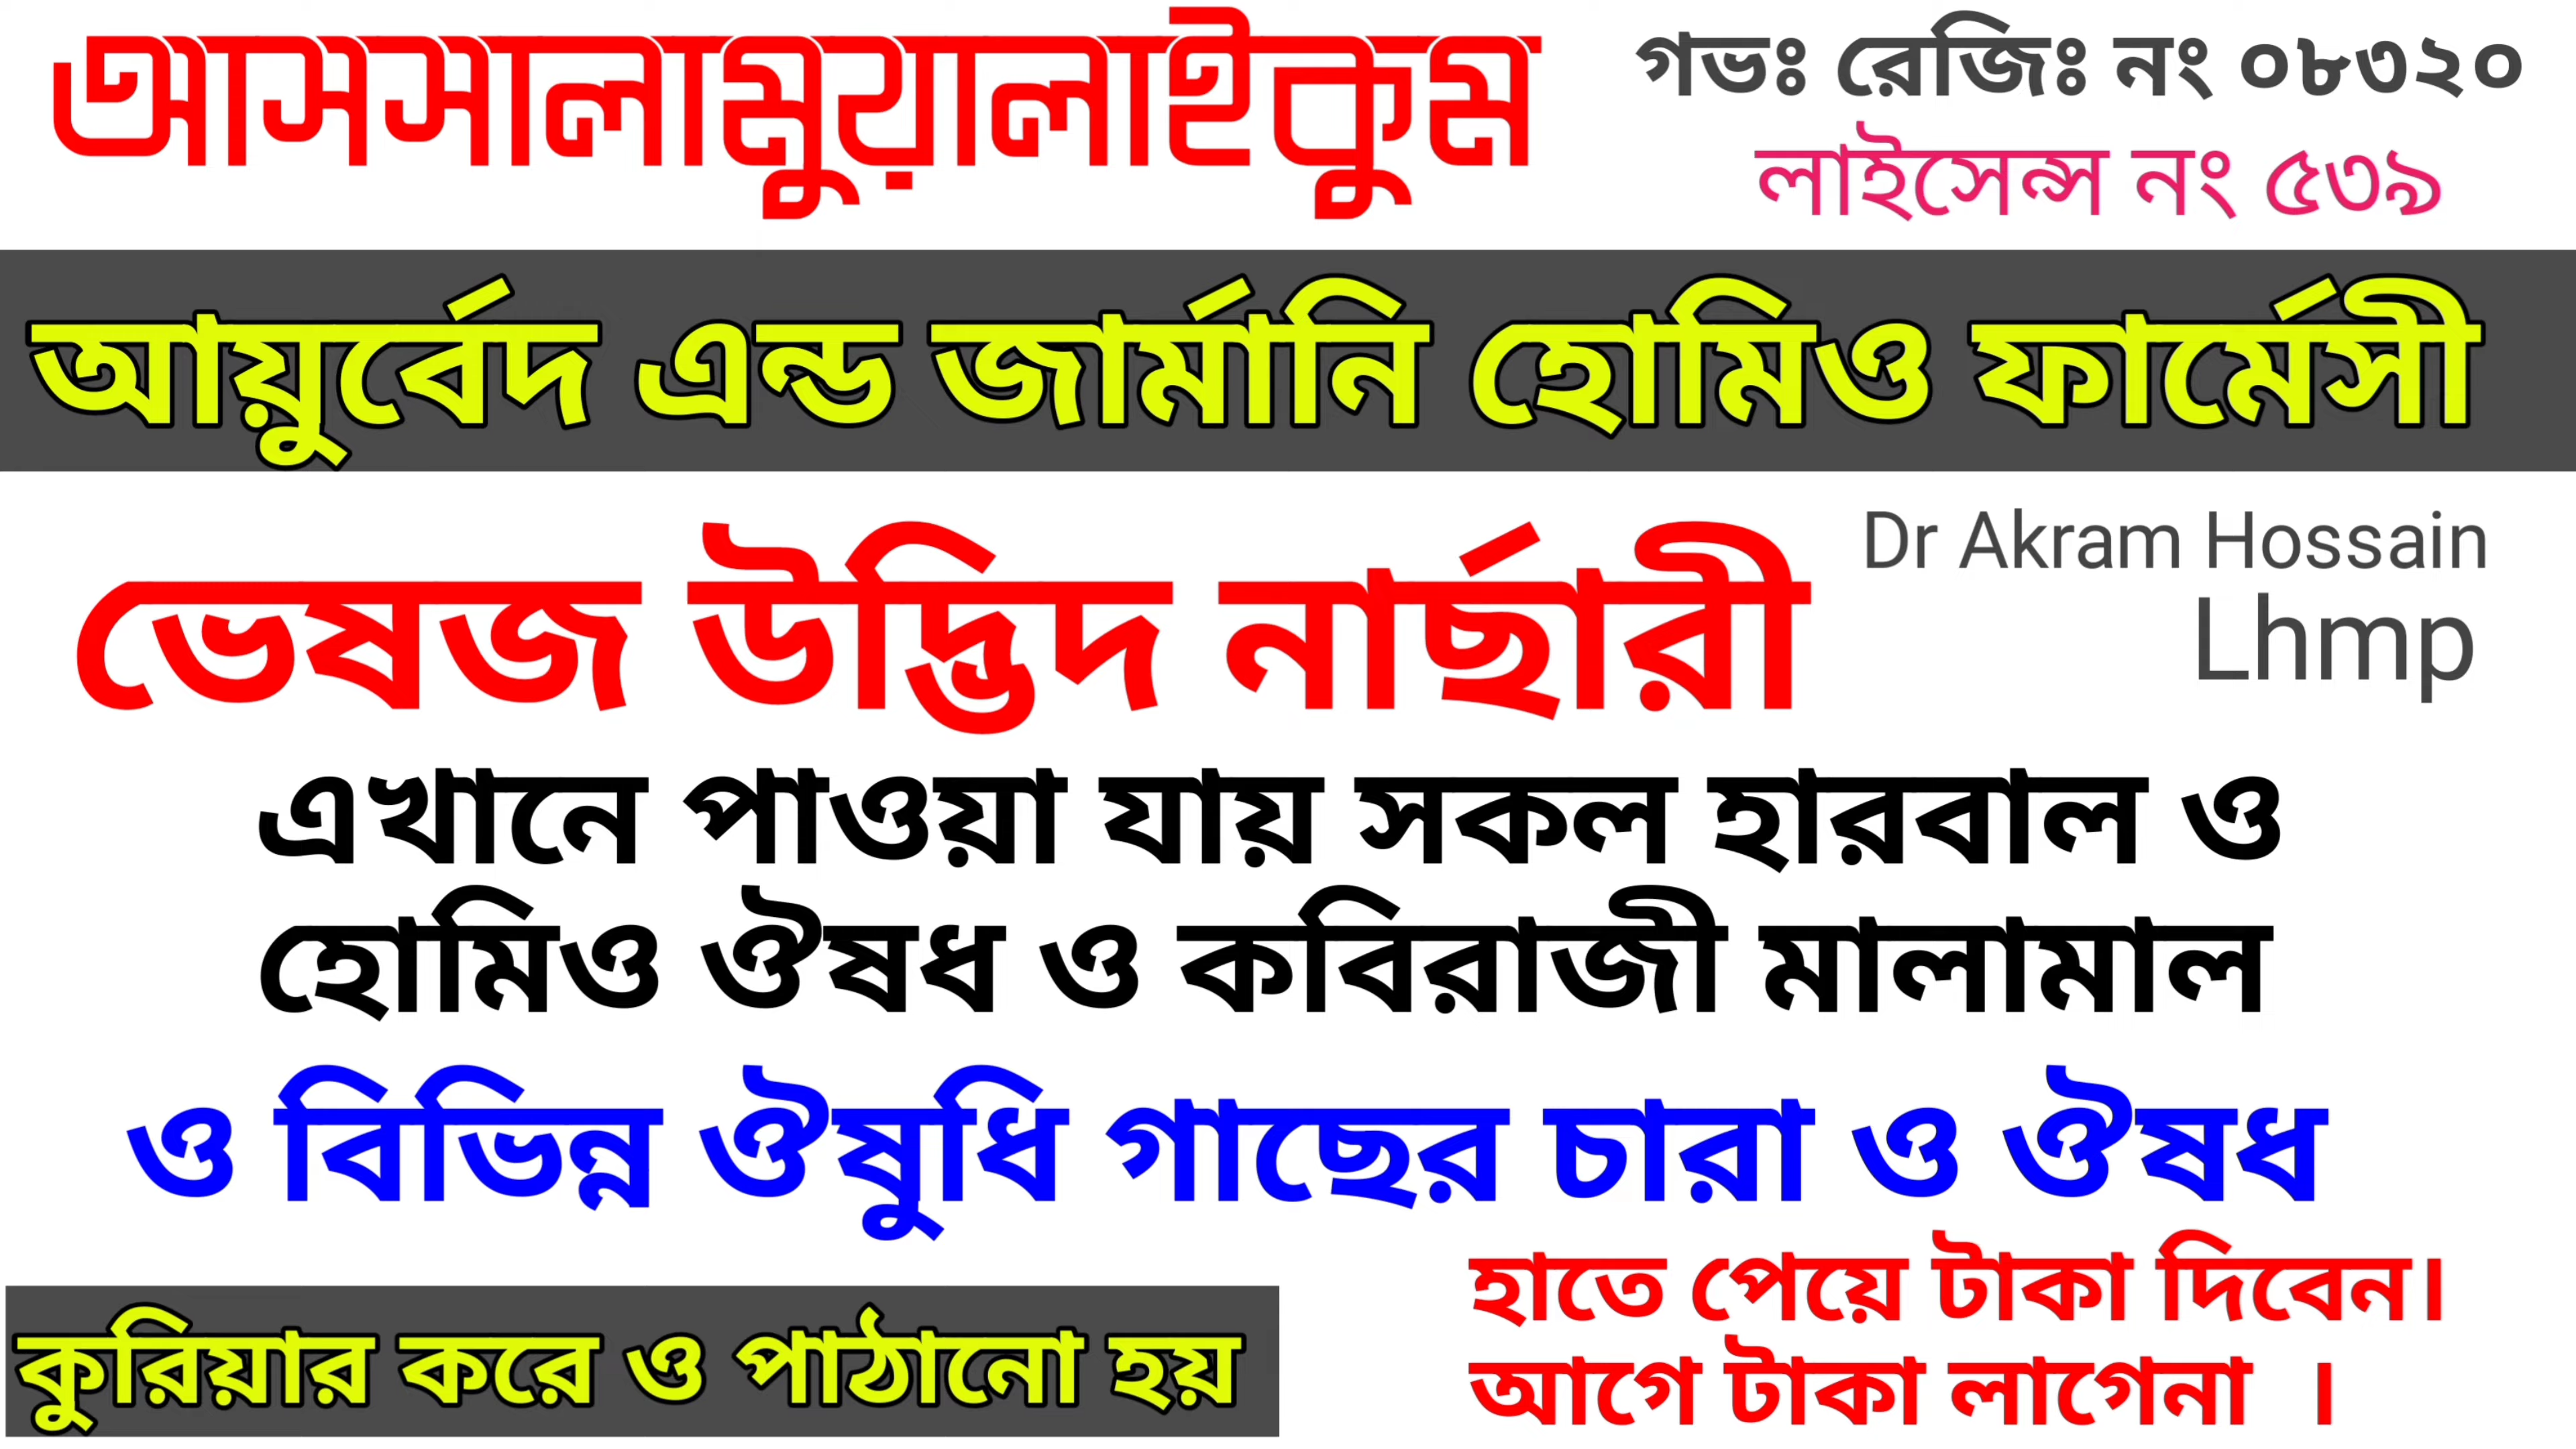 আসসালামুয়ালাইকুম
গভঃ রেজিঃ নং ০৮৩২০
লাইসেন্স নং ৫৩৯
আয়ুর্বেদ এন্ড জার্মানি হোমিও ফার্মেসী
ভেষজ উদ্ভিদ নার্ছারী
Dr Akram Hossain
Lhmp
এখানে পাওয়া যায় সকল হারবাল ও
হোমিও ঔষধ ও কবিরাজী মালামাল
ও বিভিন্ন ঔষুধি গাছের চারা ও ঔষধ
কুরিয়ার করে ও পাঠানো হয়
হাতে পেয়ে টাকা দিবেন।
আগে টাকা লাগেনা ।